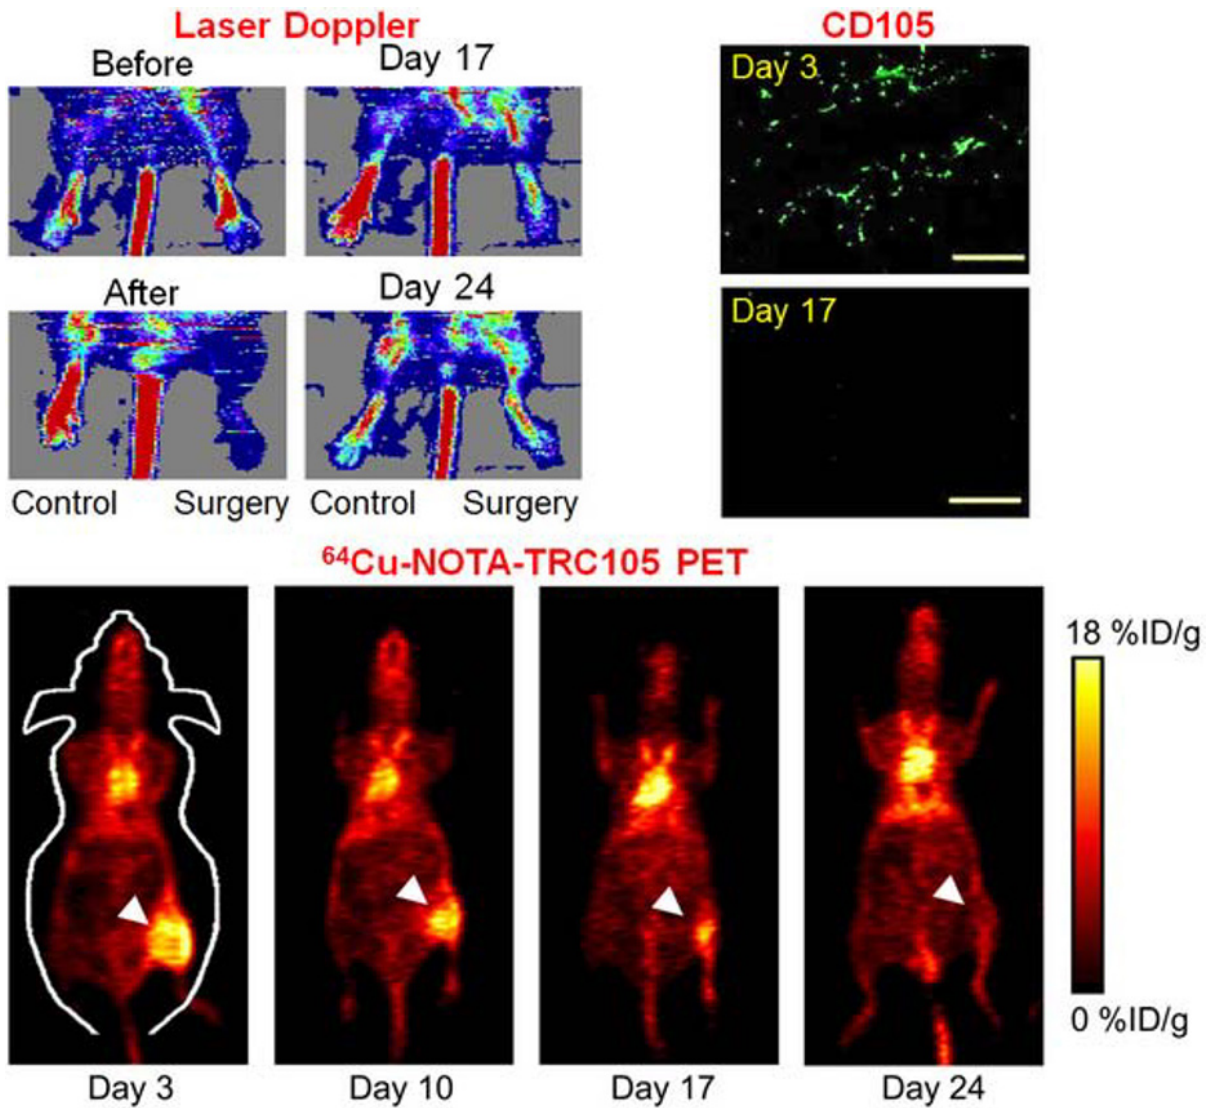 Laser Doppler
Before
Day 17
After
Day 24
Control
Surgery
Control
Surgery
CD105
Day 3
Day 17
⁶⁴Cu-NOTA-TRC105 PET
18 %ID/g
0 %ID/g
Day 3
Day 10
Day 17
Day 24